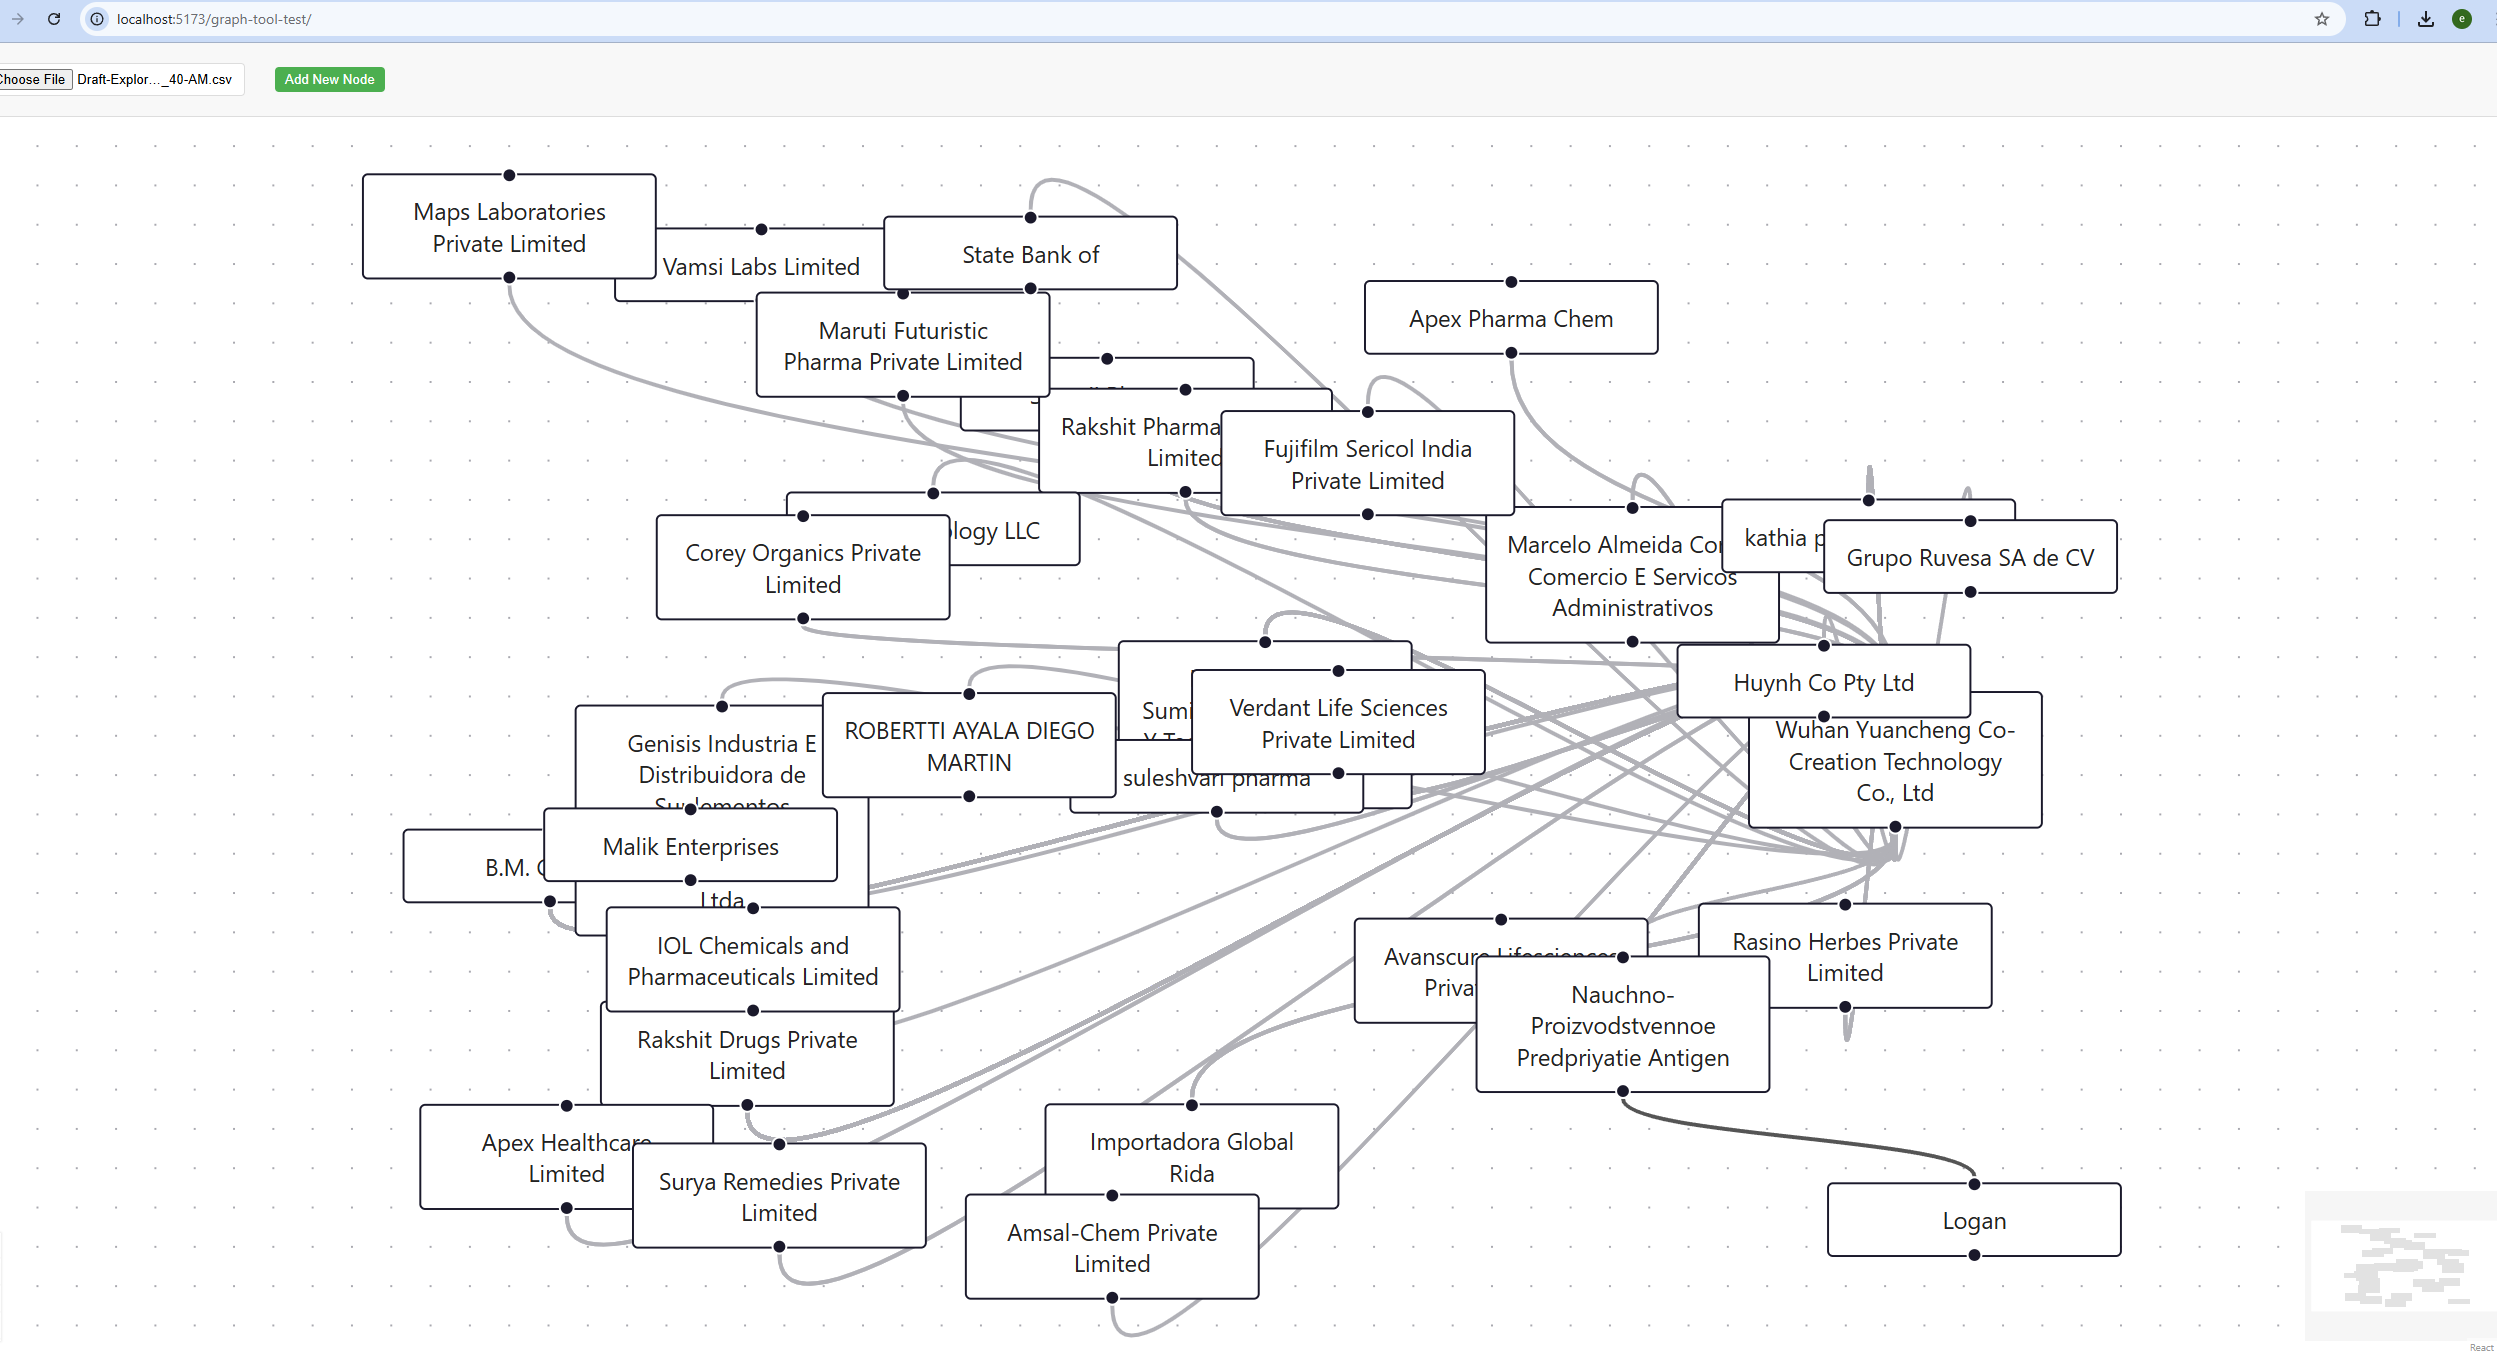 localhost:5173/graph-tool-test/
e
Choose File
Draft-Explor..._40-AM.csv
Add New Node
Maps Laboratories
Private Limited
Vamsi Labs Limited
State Bank of
Apex Pharma Chem
Maruti Futuristic
Pharma Private Limited
Rakshit Pharma
Limited
Fujifilm Sericol India
Private Limited
LLC
Corey Organics Private
Limited
Marcelo Almeida
Comercio E Servicos
Administrativos
kathia
Grupo Ruvesa SA de CV
Huynh Co Pty Ltd
Wuhan Yuancheng Co-
Creation Technology
Co., Ltd
Verdant Life Sciences
Private Limited
suleshvari pharma
Genisis Industria E
Distribuidora de
Suplementos
Ltda
ROBERTTI AYALA DIEGO
MARTIN
B.M.
Malik Enterprises
IOL Chemicals and
Pharmaceuticals Limited
Rakshit Drugs Private
Limited
Avanscure Lifesciences
Rasino Herbes Private
Limited
Nauchno-
Proizvodstvennoe
Predpriyatie Antigen
Apex Healthcare
Limited
Surya Remedies Private
Limited
Importadora Global
Rida
Amsal-Chem Private
Limited
Logan
React